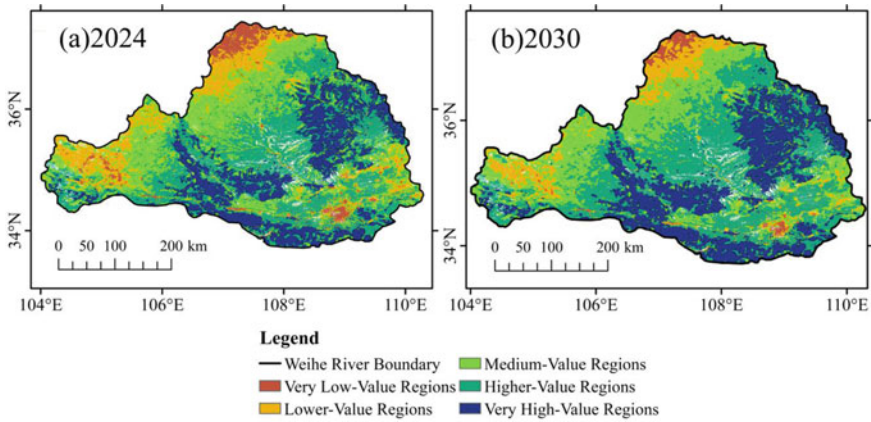 (a)2024
(b)2030
36°N
34°N
36°N
34°N
0 50 100 200 km
0 50 100 200 km
104°E 106°E 108°E 110°E
104°E 106°E 108°E 110°E
Legend
Weihe River Boundary Medium-Value Regions
Very Low-Value Regions Higher-Value Regions
Lower-Value Regions Very High-Value Regions